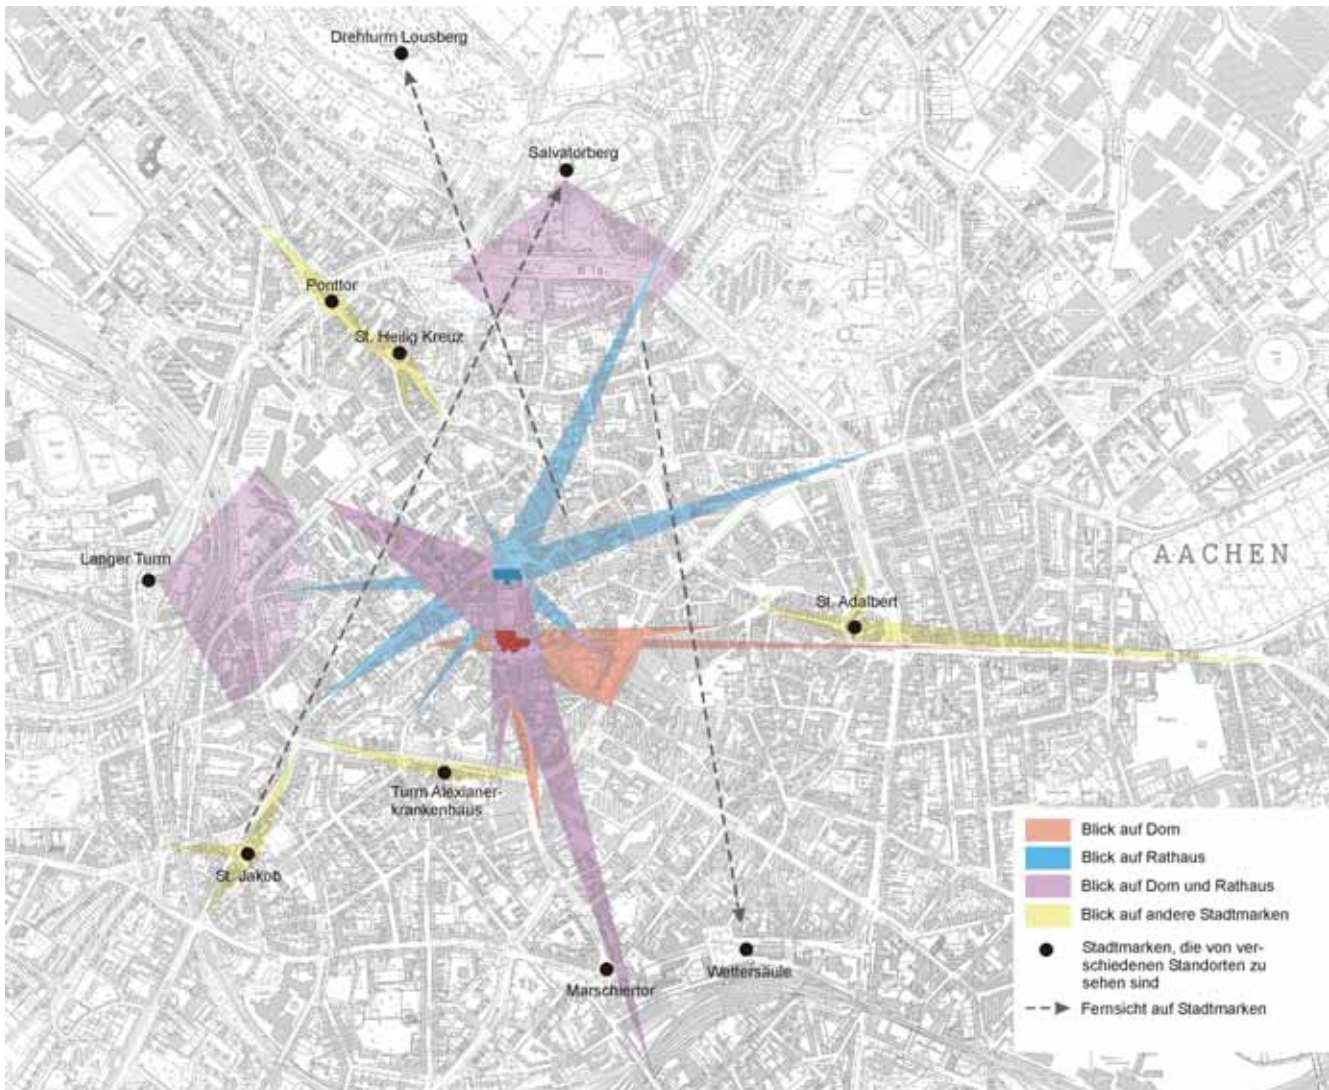 Drehturm Lousberg
Salvatorberg
Ponttor
St. Heilig Kreuz
Langer Turm
AACHEN
St. Adalbert
Turm Alexianer-
krankenhaus
St. Jakob
Wettersäule
Marschiertor
Blick auf Dom
Blick auf Rathaus
Blick auf Dom und Rathaus
Blick auf andere Stadtmarken
Stadtmarken, die von ver-
schiedenen Standorten zu
sehen sind
Fernsicht auf Stadtmarken